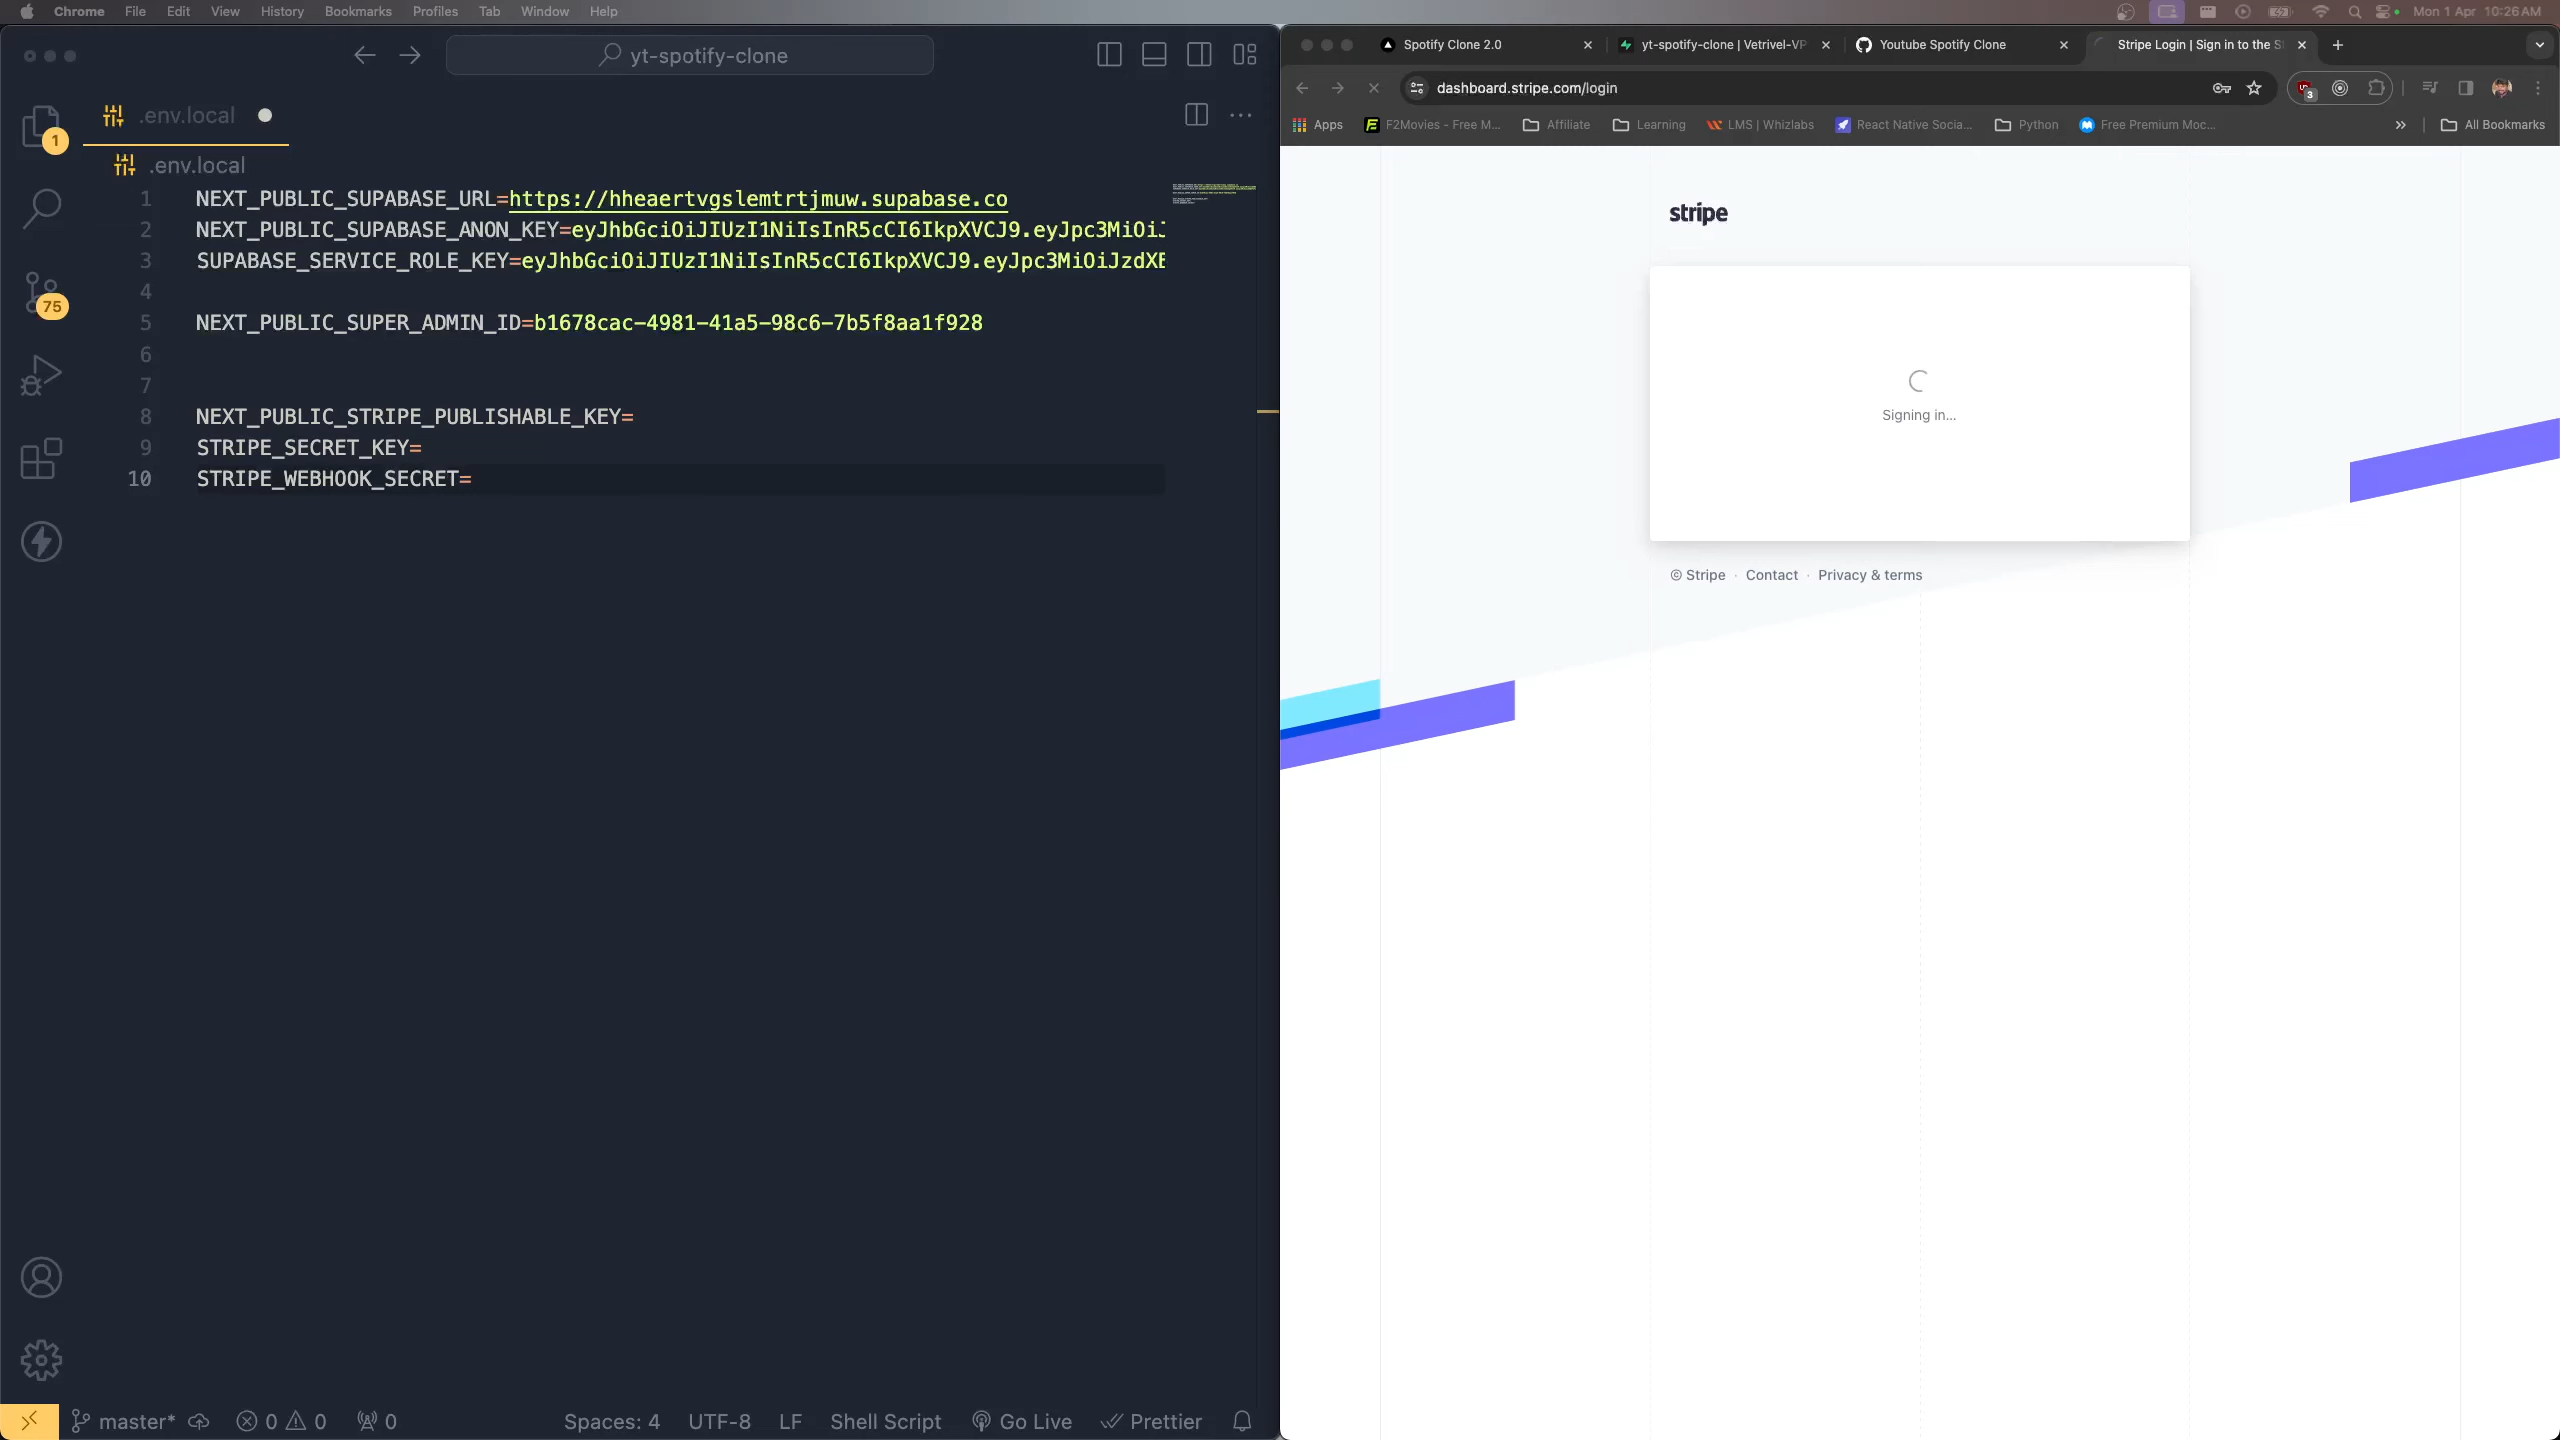 Chrome File Edit View History Bookmarks Profiles Tab Window Help
Mon 1 Apr 10:26 AM
yt-spotify-clone
.env.local
.env.local
1
75
1 NEXT_PUBLIC_SUPABASE_URL=https://hheaertvgslemtrtjmuw.supabase.co
2 NEXT_PUBLIC_SUPABASE_ANON_KEY=eyJhbGciOiJIUzI1NiIsInR5cCI6IkpXVCJ9.eyJpc3MiOiJ
3 SUPABASE_SERVICE_ROLE_KEY=eyJhbGciOiJIUzI1NiIsInR5cCI6IkpXVCJ9.eyJpc3MiOiJzdXB
4
5 NEXT_PUBLIC_SUPER_ADMIN_ID=b1678cac-4981-41a5-98c6-7b5f8aa1f928
6
7
8 NEXT_PUBLIC_STRIPE_PUBLISHABLE_KEY=
9 STRIPE_SECRET_KEY=
10 STRIPE_WEBHOOK_SECRET=
master* 0 0 0 Spaces: 4 UTF-8 LF Shell Script Go Live Prettier
Spotify Clone 2.0 yt-spotify-clone | Vetrivel-VP Youtube Spotify Clone Stripe Login | Sign in to the S
dashboard.stripe.com/login
3
Apps F2Movies - Free M... Affiliate Learning LMS | Whizlabs React Native Socia... Python Free Premium Moc... All Bookmarks
stripe
Signing in...
© Stripe · Contact · Privacy & terms